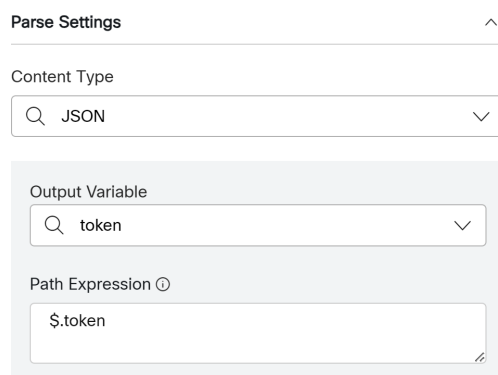 Parse Settings
Content Type
JSON
Output Variable
token
Path Expression
$.token